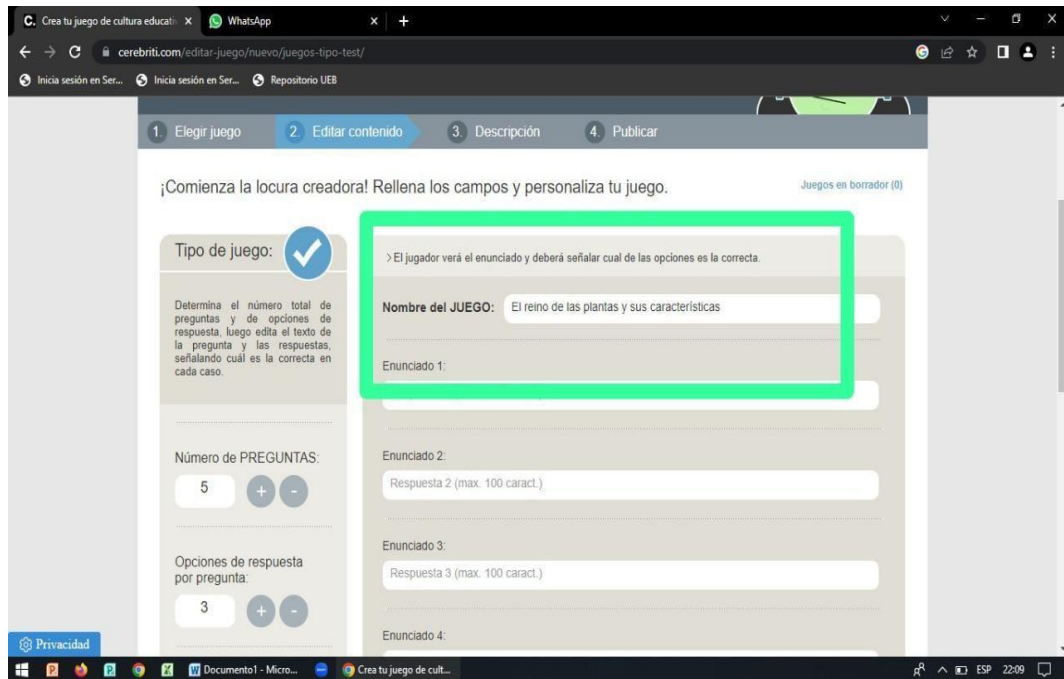 C. Crea tu juego de cultura educati
WhatsApp
cerebriti.com/editar-juego/nuevo/juegos-tipo-test/
Inicia sesión en Ser...
Inicia sesión en Ser...
Repositorio UEB
1. Elegir juego
2. Editar contenido
3. Descripción
4. Publicar
¡Comienza la locura creadora! Rellena los campos y personaliza tu juego.
Juegos en borrador (0)
Tipo de juego:
Determina el número total de
preguntas y de opciones de
respuesta, luego edita el texto de
la pregunta y las respuestas,
señalando cuál es la correcta en
cada caso.
Número de PREGUNTAS:
5
+
-
Opciones de respuesta
por pregunta:
3
+
-
>El jugador verá el enunciado y deberá señalar cual de las opciones es la correcta.
Nombre del JUEGO: El reino de las plantas y sus características
Enunciado 1:
Enunciado 2:
Respuesta 2 (max. 100 caract.)
Enunciado 3:
Respuesta 3 (max. 100 caract.)
Enunciado 4:
Privacidad
Documento1 - Micro...
Crea tu juego de cult...
ESP
22:09